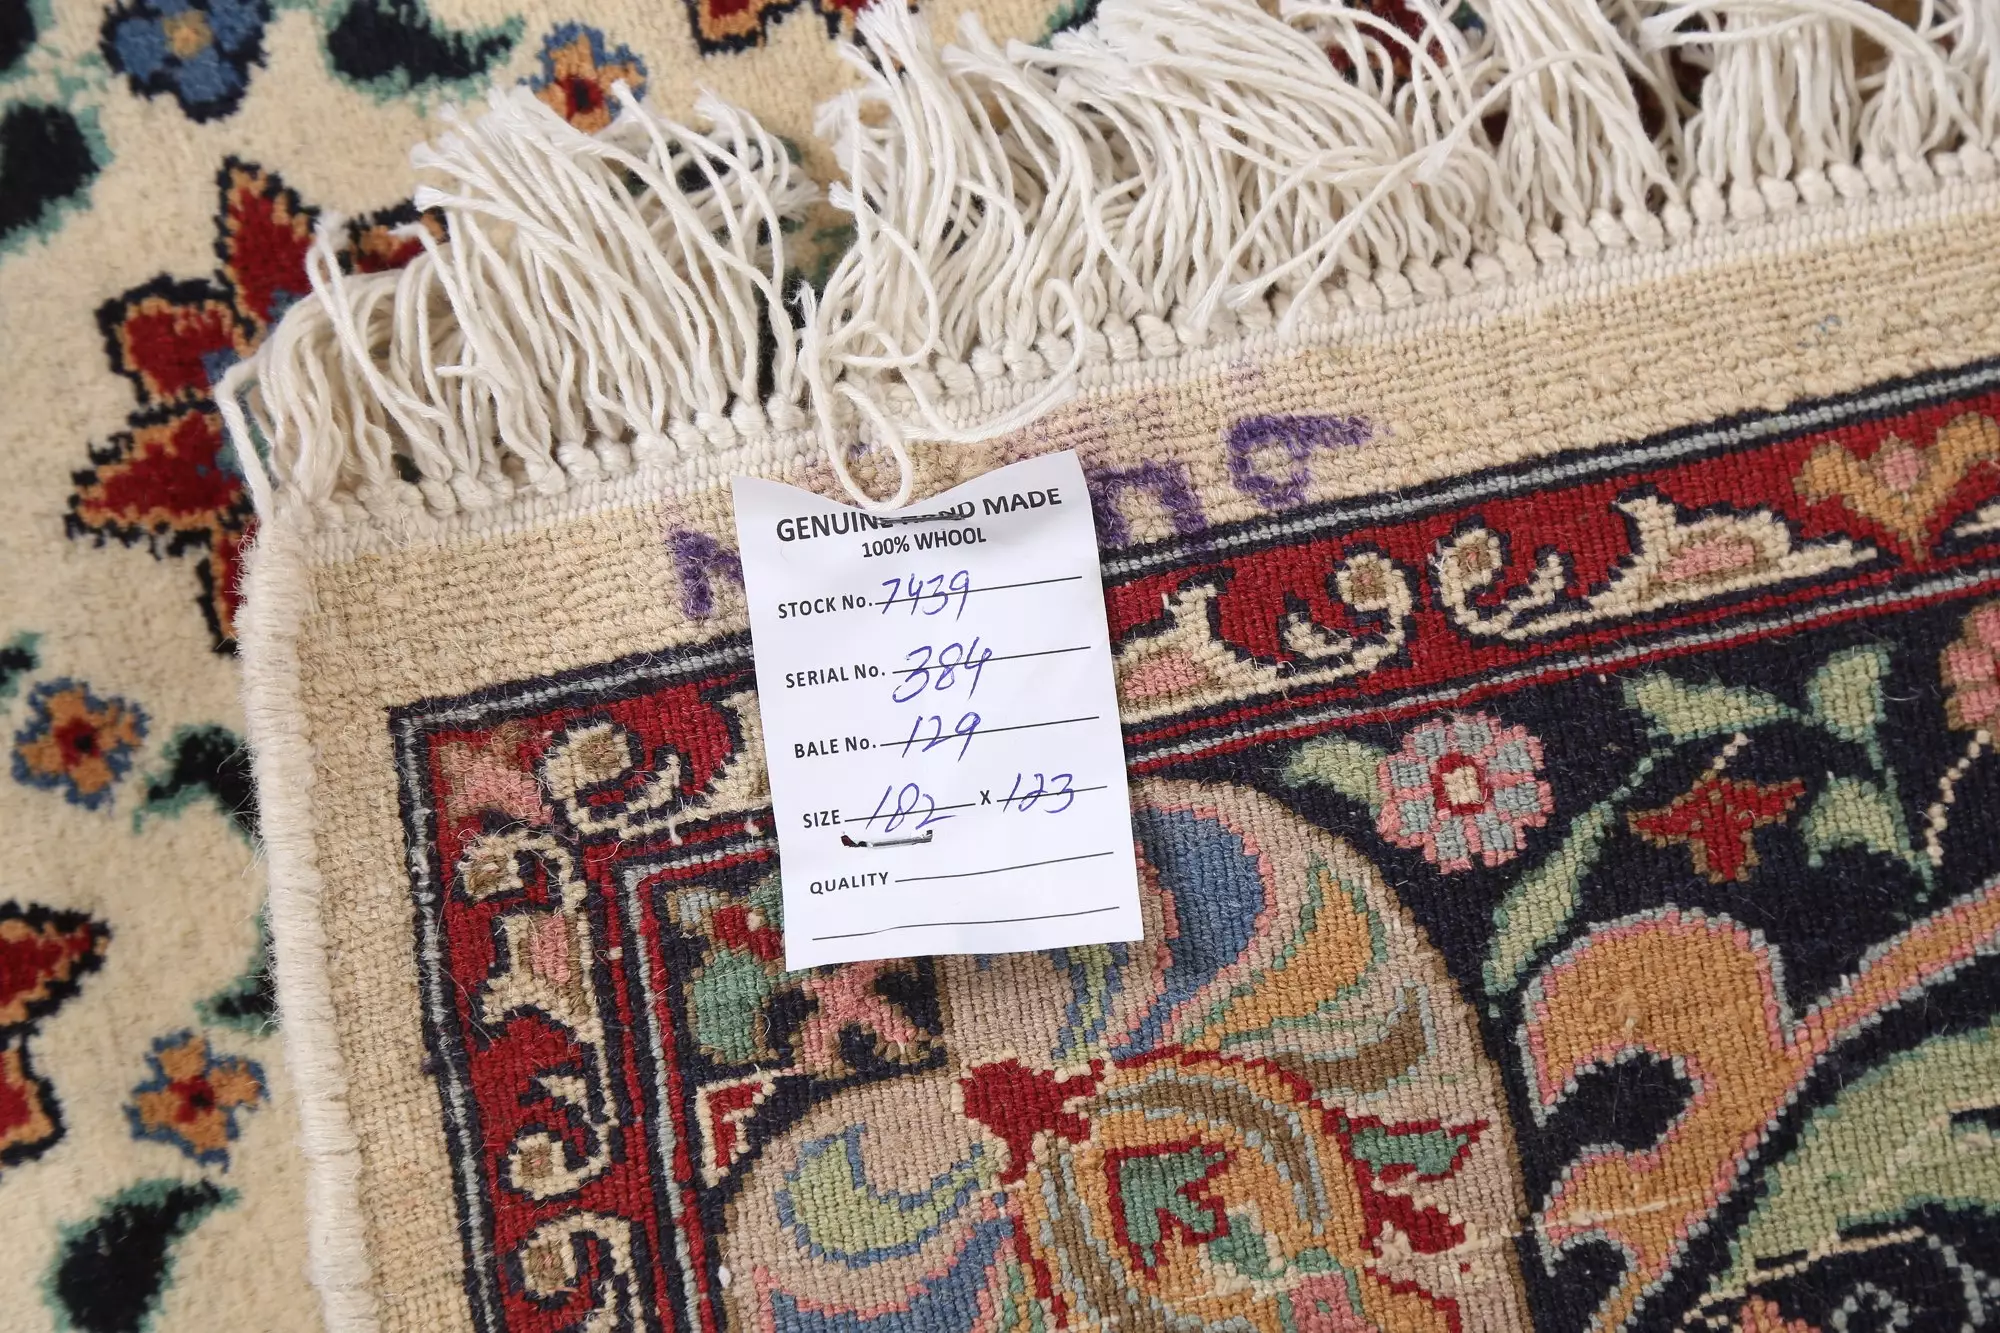 GENUINE HAND MADE
100% WHOOL
STOCK No. 7439
SERIAL No. 384
BALE No. 129
SIZE 182 X 123
QUALITY